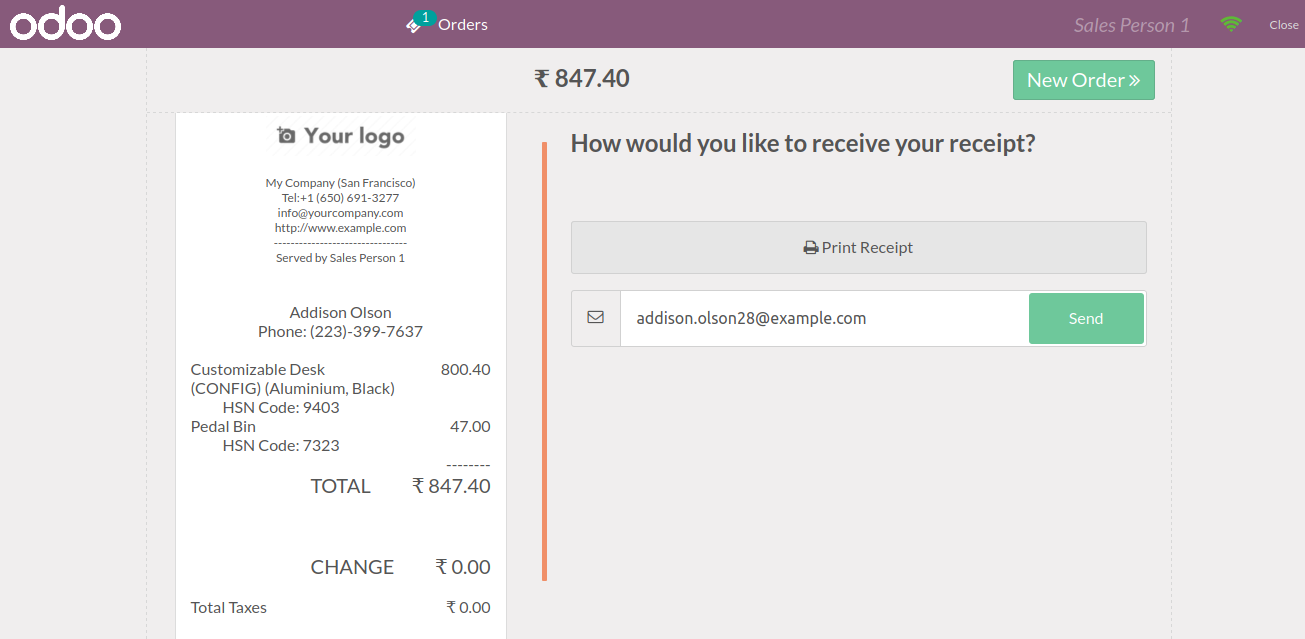 odoo
1
Orders
Sales Person 1
Close
₹ 847.40
New Order »
Your logo
My Company (San Francisco)
Tel:+1 (650) 691-3277
info@yourcompany.com
http://www.example.com
--------------------------------
Served by Sales Person 1
Addison Olson
Phone: (223)-399-7637
Customizable Desk 800.40
(CONFIG) (Aluminium, Black)
HSN Code: 9403
Pedal Bin 47.00
HSN Code: 7323
--------
TOTAL ₹ 847.40
CHANGE ₹ 0.00
Total Taxes ₹ 0.00
How would you like to receive your receipt?
Print Receipt
addison.olson28@example.com
Send